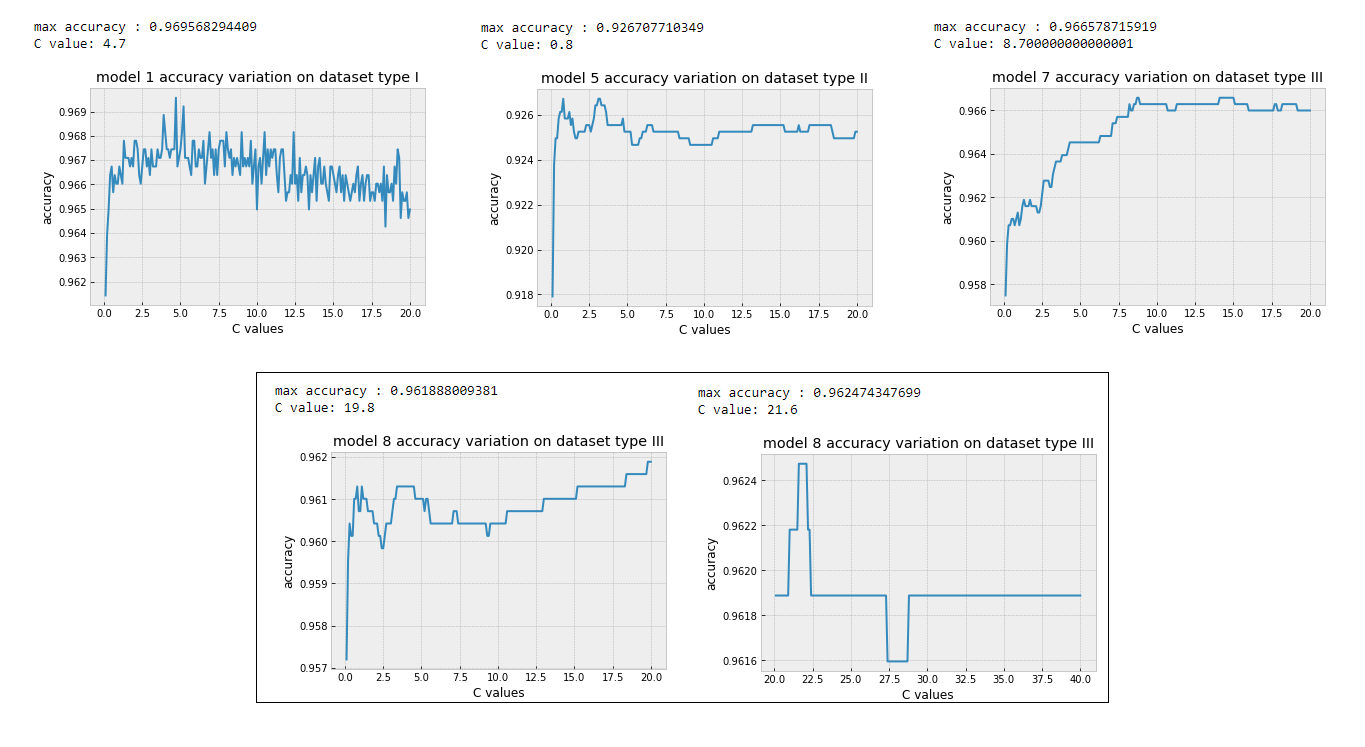 max accuracy : 0.969568294409
C value: 4.7
model 1 accuracy variation on dataset type I
0.969
0.968
0.967
0.966
0.965
0.964
0.963
0.962
accuracy
0.0 2.5 5.0 7.5 10.0 12.5 15.0 17.5 20.0
C values
max accuracy : 0.926707710349
C value: 0.8
model 5 accuracy variation on dataset type II
0.926
0.924
0.922
0.920
0.918
accuracy
0.0 2.5 5.0 7.5 10.0 12.5 15.0 17.5 20.0
C values
max accuracy : 0.966578715919
C value: 8.700000000000001
model 7 accuracy variation on dataset type III
0.966
0.964
0.962
0.960
0.958
accuracy
0.0 2.5 5.0 7.5 10.0 12.5 15.0 17.5 20.0
C values
max accuracy : 0.961888009381
C value: 19.8
model 8 accuracy variation on dataset type III
0.962
0.961
0.960
0.959
0.958
0.957
accuracy
0.0 2.5 5.0 7.5 10.0 12.5 15.0 17.5 20.0
C values
max accuracy : 0.962474347699
C value: 21.6
model 8 accuracy variation on dataset type III
0.9624
0.9622
0.9620
0.9618
0.9616
accuracy
20.0 22.5 25.0 27.5 30.0 32.5 35.0 37.5 40.0
C values